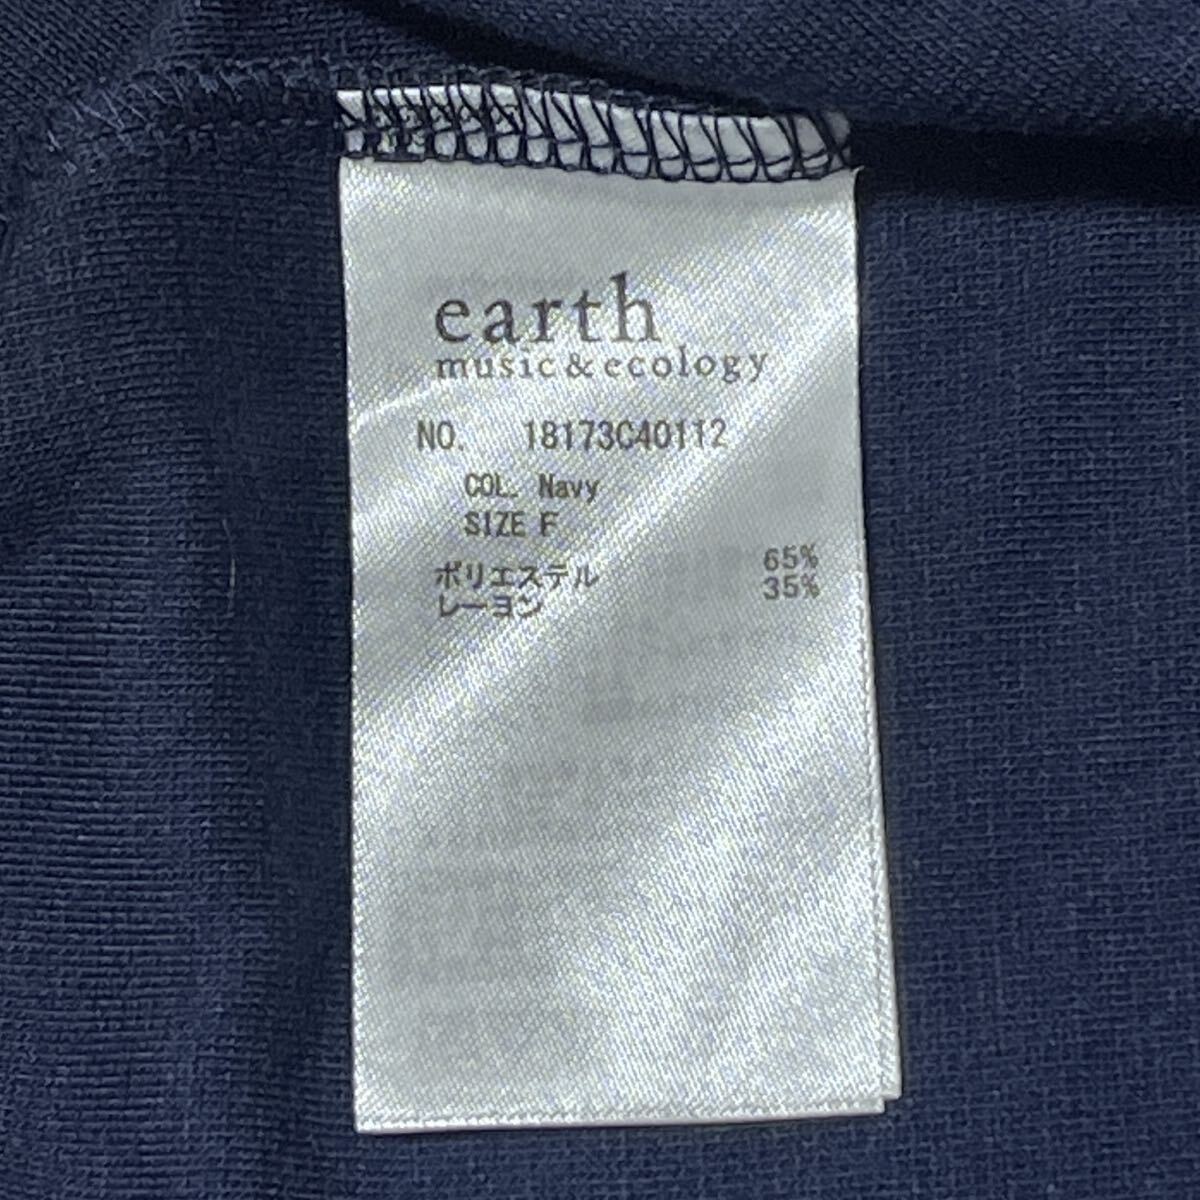 earth
music & ecology
NO. 18173C40112
COL. Navy
SIZE F
ポリエステル 65%
レーヨン 35%